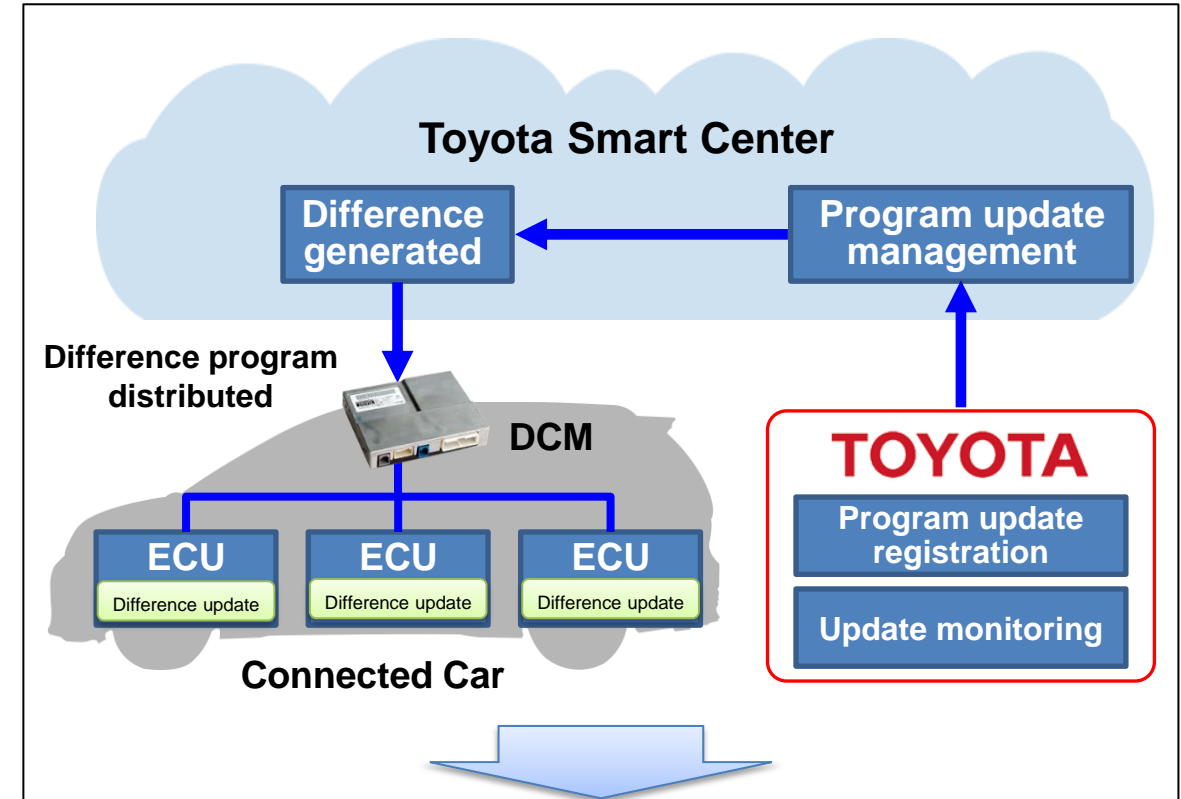 Toyota Smart Center
Difference
generated
Program update
management
Difference program
distributed
DCM
TOYOTA
Program update
registration
Update monitoring
ECU
Difference update
ECU
Difference update
ECU
Difference update
Connected Car